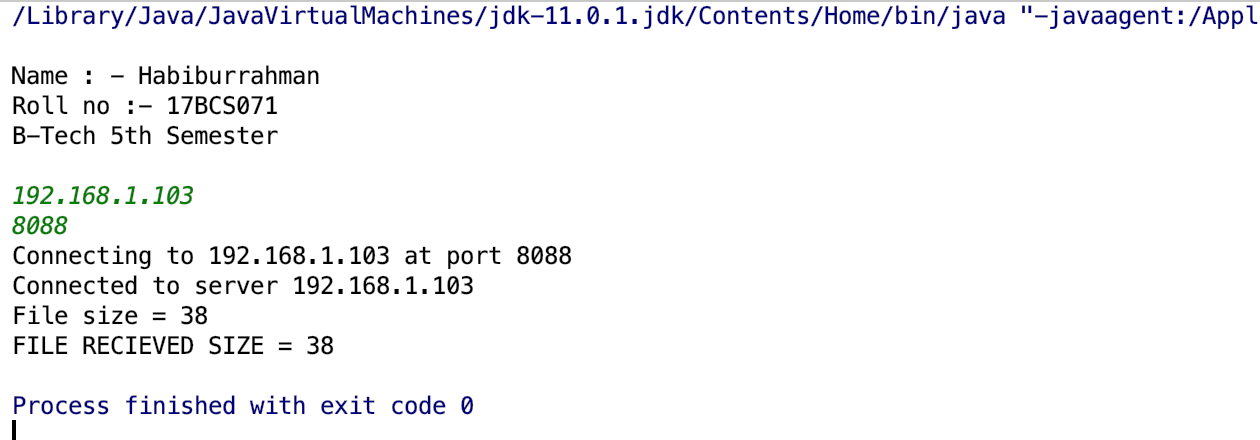 /Library/Java/JavaVirtualMachines/jdk-11.0.1.jdk/Contents/Home/bin/java "-javaagent:/Appl
Name : - Habiburrahman
Roll no :- 17BCS071
B-Tech 5th Semester
192.168.1.103
8088
Connecting to 192.168.1.103 at port 8088
Connected to server 192.168.1.103
File size = 38
FILE RECIEVED SIZE = 38
Process finished with exit code 0